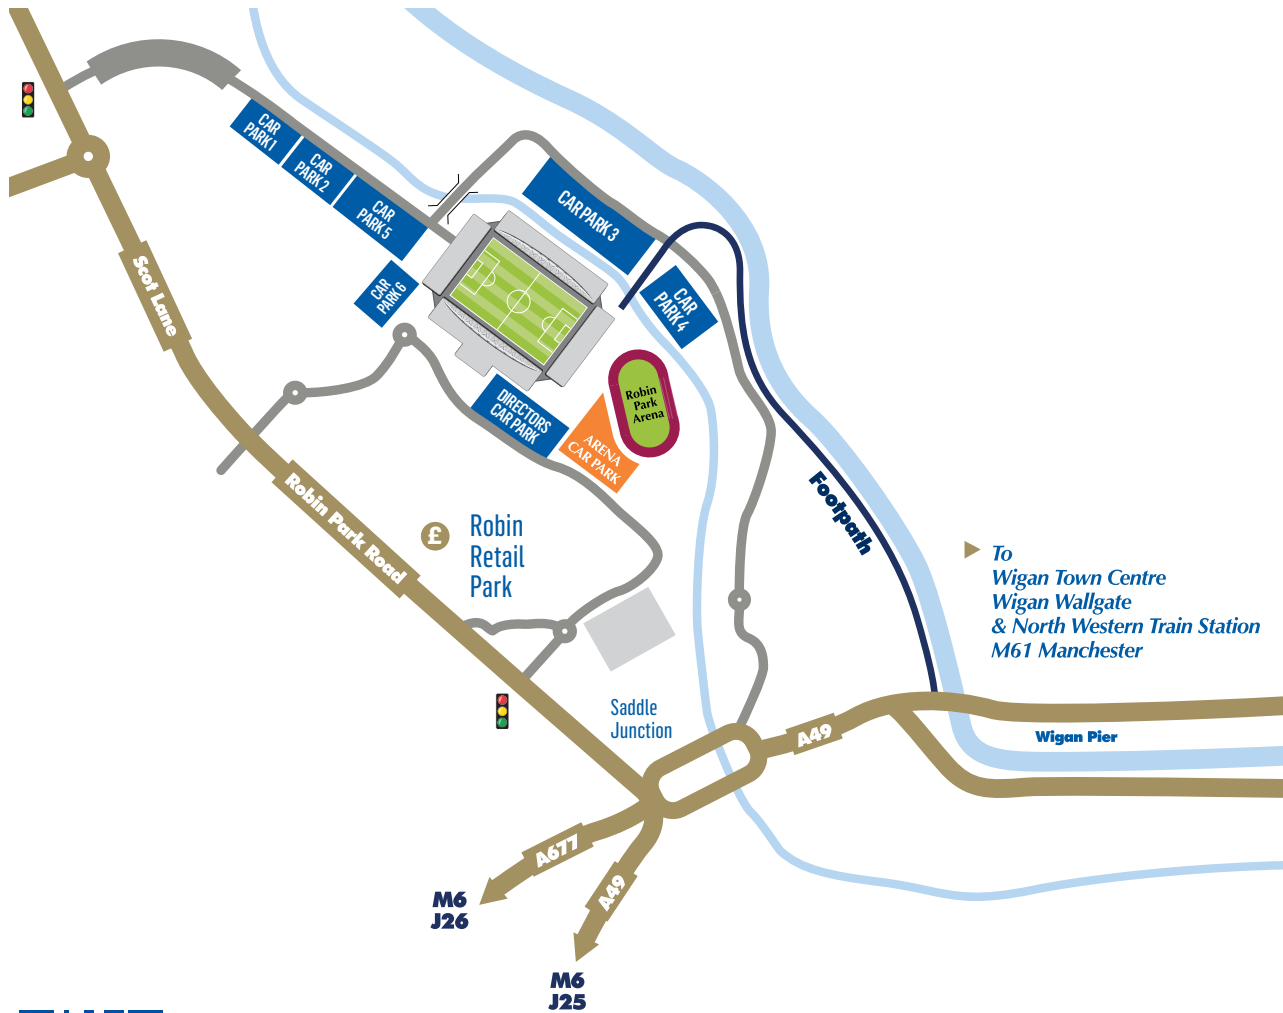 CAR
PARK 1
CAR
PARK 2
CAR
PARK 5
CAR PARK 3
CAR
PARK 6
CAR
PARK 4
Scot Lane
DIRECTORS
CAR PARK
Robin
Park
Arena
ARENA
CAR PARK
Robin Park Road
£
Robin
Retail
Park
Footpath
To
Wigan Town Centre
Wigan Wallgate
& North Western Train Station
M61 Manchester
Saddle
Junction
A49
Wigan Pier
A677
A49
M6
J26
M6
J25